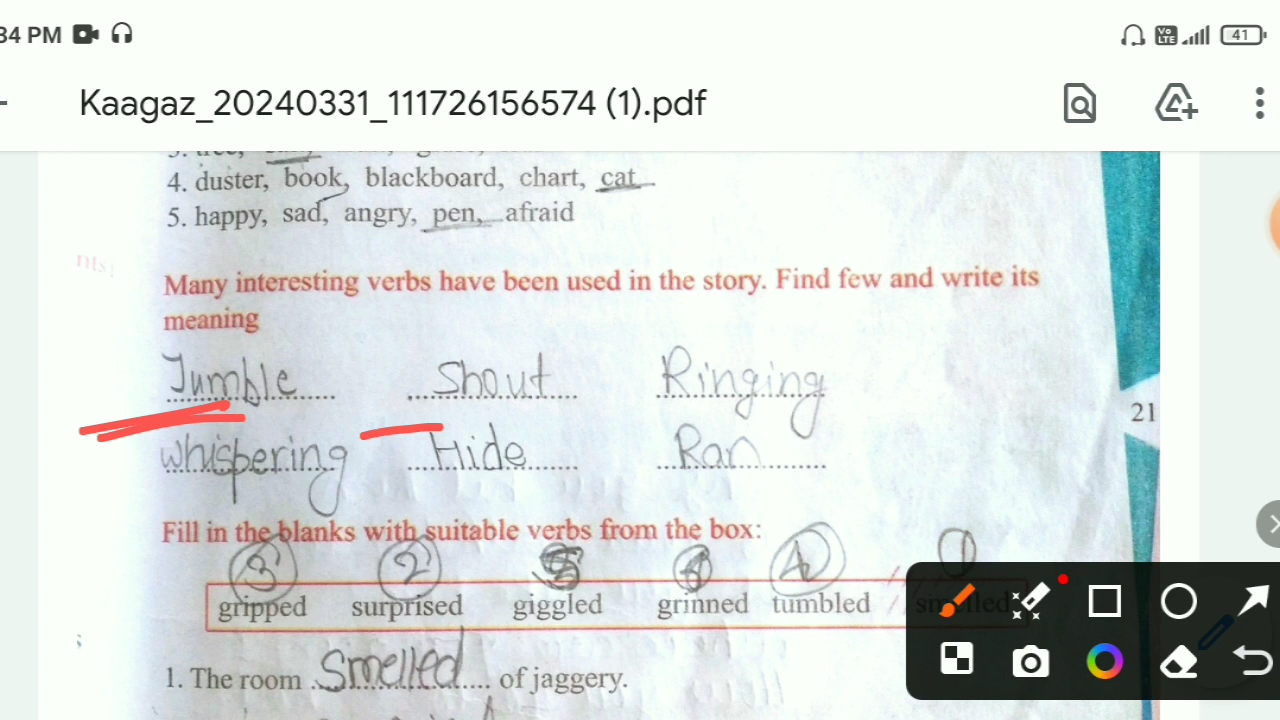 34 PM
41
Kaagaz_20240331_111726156574 (1).pdf
4. duster, book, blackboard, chart, cat
5. happy, sad, angry, pen, afraid
Many interesting verbs have been used in the story. Find few and write its
meaning
Jumble Shout Ringing
21
whispering Hide Ran
Fill in the blanks with suitable verbs from the box:
3 2 4 1
gripped surprised giggled grinned tumbled smelled
1. The room Smelled of jaggery.